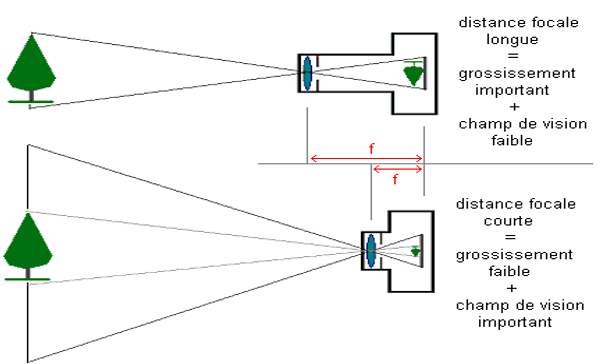 distance focale
longue
=
grossissement
important
+
champ de vision
faible
f
f
distance focale
courte
=
grossissement
faible
+
champ de vision
important